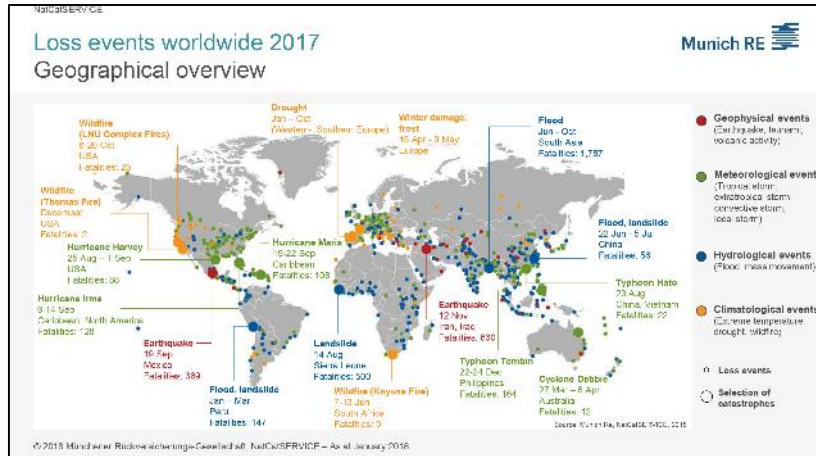 NatCatSERVICE
Loss events worldwide 2017
Geographical overview
Munich RE
Wildfire
(LNU Complex Fires)
8-20 Oct
USA
Fatalities: 25
Drought
Jan – Oct
(Western, Southern Europe)
Winter damage,
frost
Europe
Flood
Jun - Oct
South Asia
Fatalities: 1,787
Wildfire
(Thomas Fire)
December
USA
Fatalities: 2
Hurricane Harvey
25 Aug – 1 Sep
USA
Fatalities: 88
Hurricane Maria
19-22 Sep
Caribbean
Fatalities: 108
Flood, landslide
22 Jun - 5 Jul
China
Fatalities: 56
Hurricane Irma
6-14 Sep
Caribbean, North America
Fatalities: 128
Earthquake
19 Sep
Mexico
Fatalities: 369
Landslide
14 Aug
Sierra Leone
Fatalities: 500
Earthquake
12 Nov
Iran, Iraq
Fatalities: 630
Typhoon Hato
23 Aug
China, Vietnam
Fatalities: 22
Flood, landslide
Jan – Mar
Peru
Fatalities: 147
Wildfire (Knysna Fire)
7-13 Jun
South Africa
Fatalities: 9
Typhoon Tembin
22-24 Dec
Philippines
Fatalities: 164
Cyclone Debbie
27 Mar – 6 Apr
Australia
Fatalities: 12
Source: Munich Re, NatCatSERVICE, 2018
Geophysical events
(Earthquake, tsunami,
volcanic activity)
Meteorological events
(Tropical storm,
extratropical storm,
convective storm,
local storm)
Hydrological events
(Flood, mass movement)
Climatological events
(Extreme temperature,
drought, wildfire)
Loss events
Selection of
catastrophes
© 2018 Münchener Rückversicherungs-Gesellschaft, NatCatSERVICE – As at January 2018